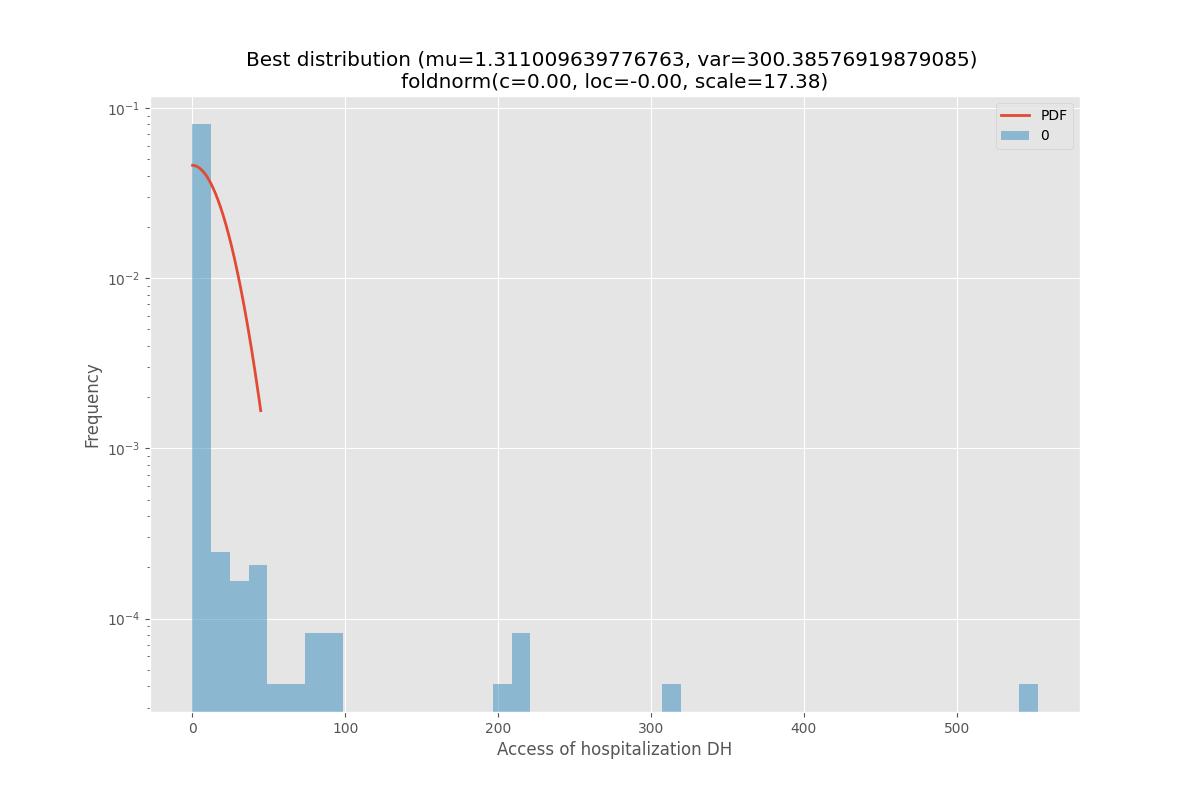 Best distribution (mu=1.311009639776763, var=300.38576919879085)
foldnorm(c=0.00, loc=-0.00, scale=17.38)
PDF
0
10⁻¹
10⁻²
10⁻³
10⁻⁴
Frequency
0 100 200 300 400 500
Access of hospitalization DH